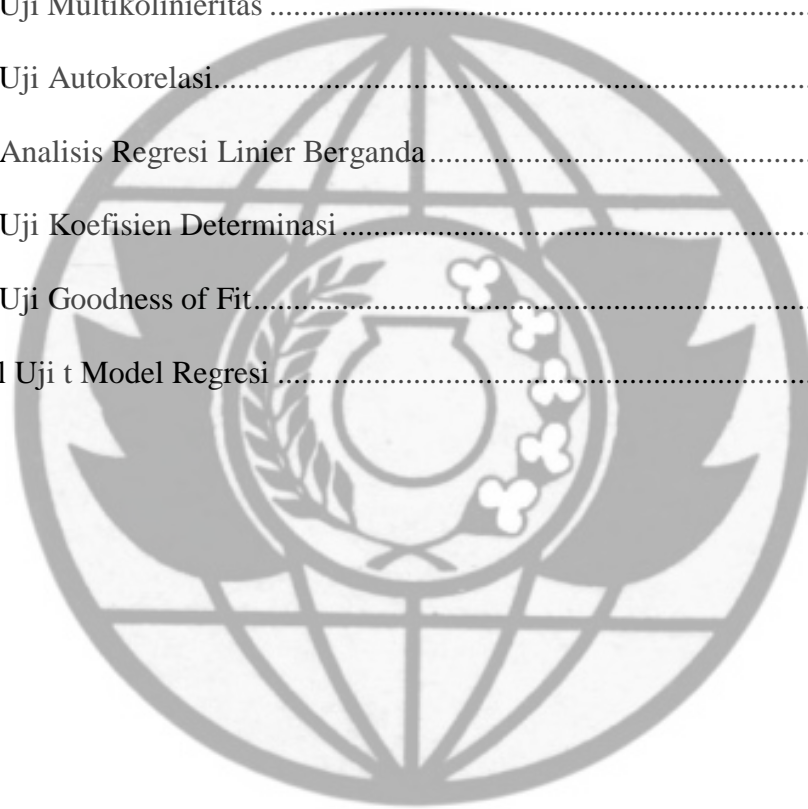 Uji Multikolinieritas ..........................................................................
Uji Autokorelasi.................................................................................
Analisis Regresi Linier Berganda ......................................................
Uji Koefisien Determinasi .................................................................
Uji Goodness of Fit............................................................................
l Uji t Model Regresi .........................................................................